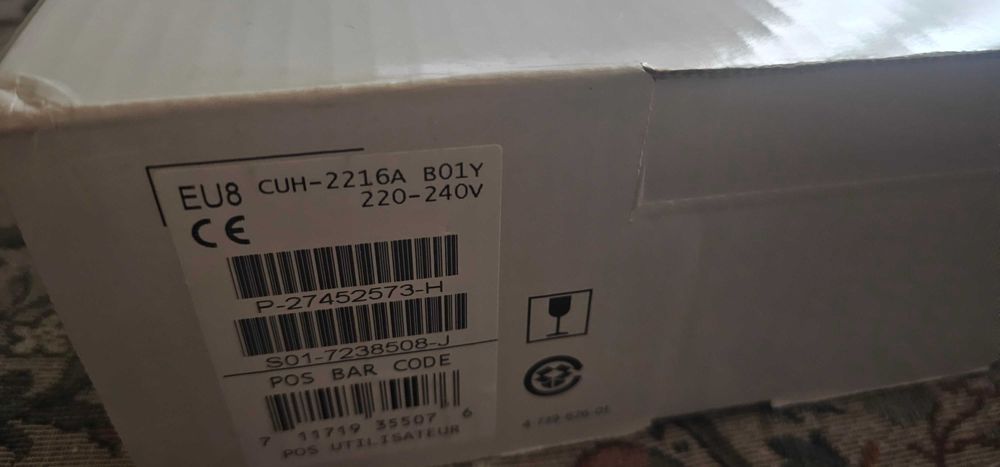 EU8 CUH-2216A B01Y
220-240V
CE
P-27452573-H
S01-7238508-J
POS BAR CODE
7 11719 35507 6
POS UTILISATEUR